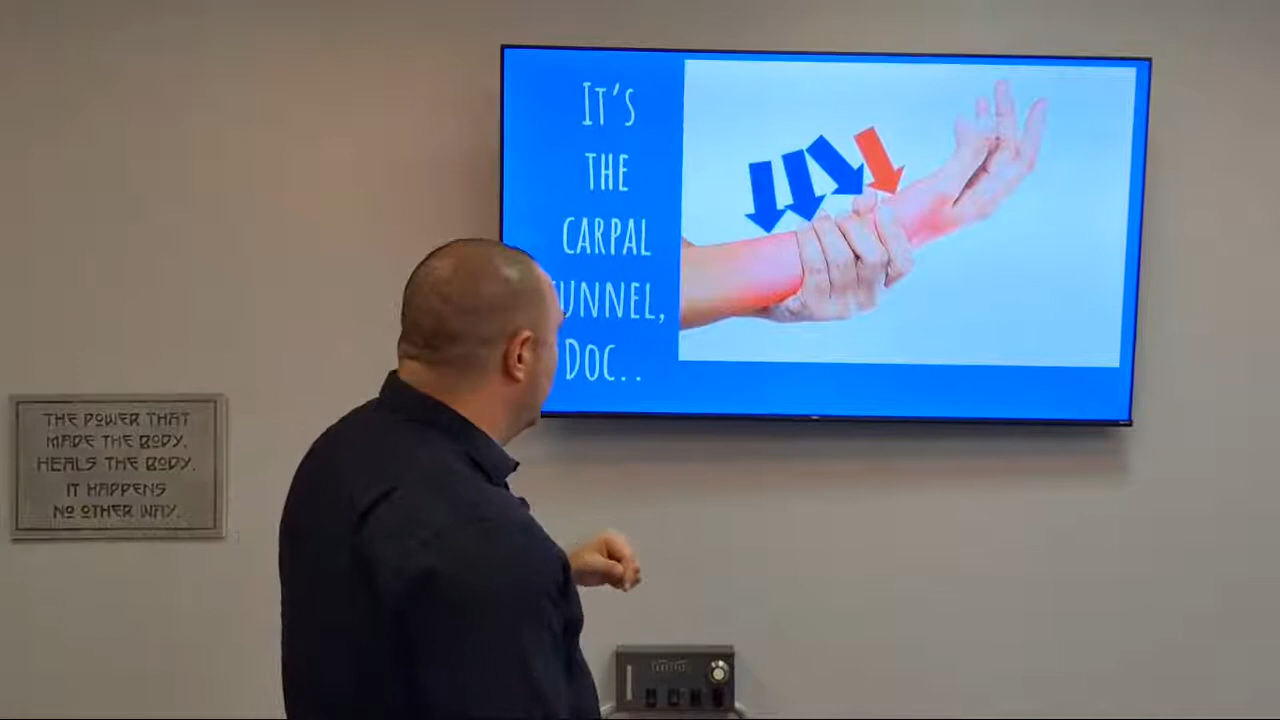 IT'S
THE
CARPAL
UNNEL,
DOC..
THE POWER THAT
MADE THE BODY,
HEALS THE BODY.
IT HAPPENS
NO OTHER WAY.